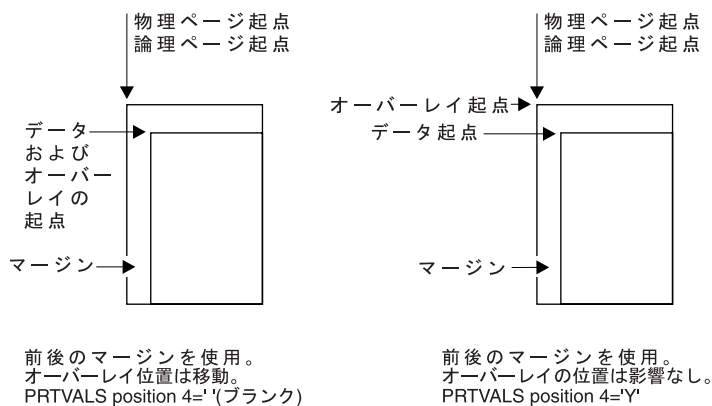 物理ページ起点
論理ページ起点
データ
および
オーバー
レイの
起点
マージン
前後のマージンを使用。
オーバーレイ位置は移動。
PRTVALS position 4=' '(ブランク)
物理ページ起点
論理ページ起点
オーバーレイ起点
データ起点
マージン
前後のマージンを使用。
オーバーレイの位置は影響なし。
PRTVALS position 4='Y'